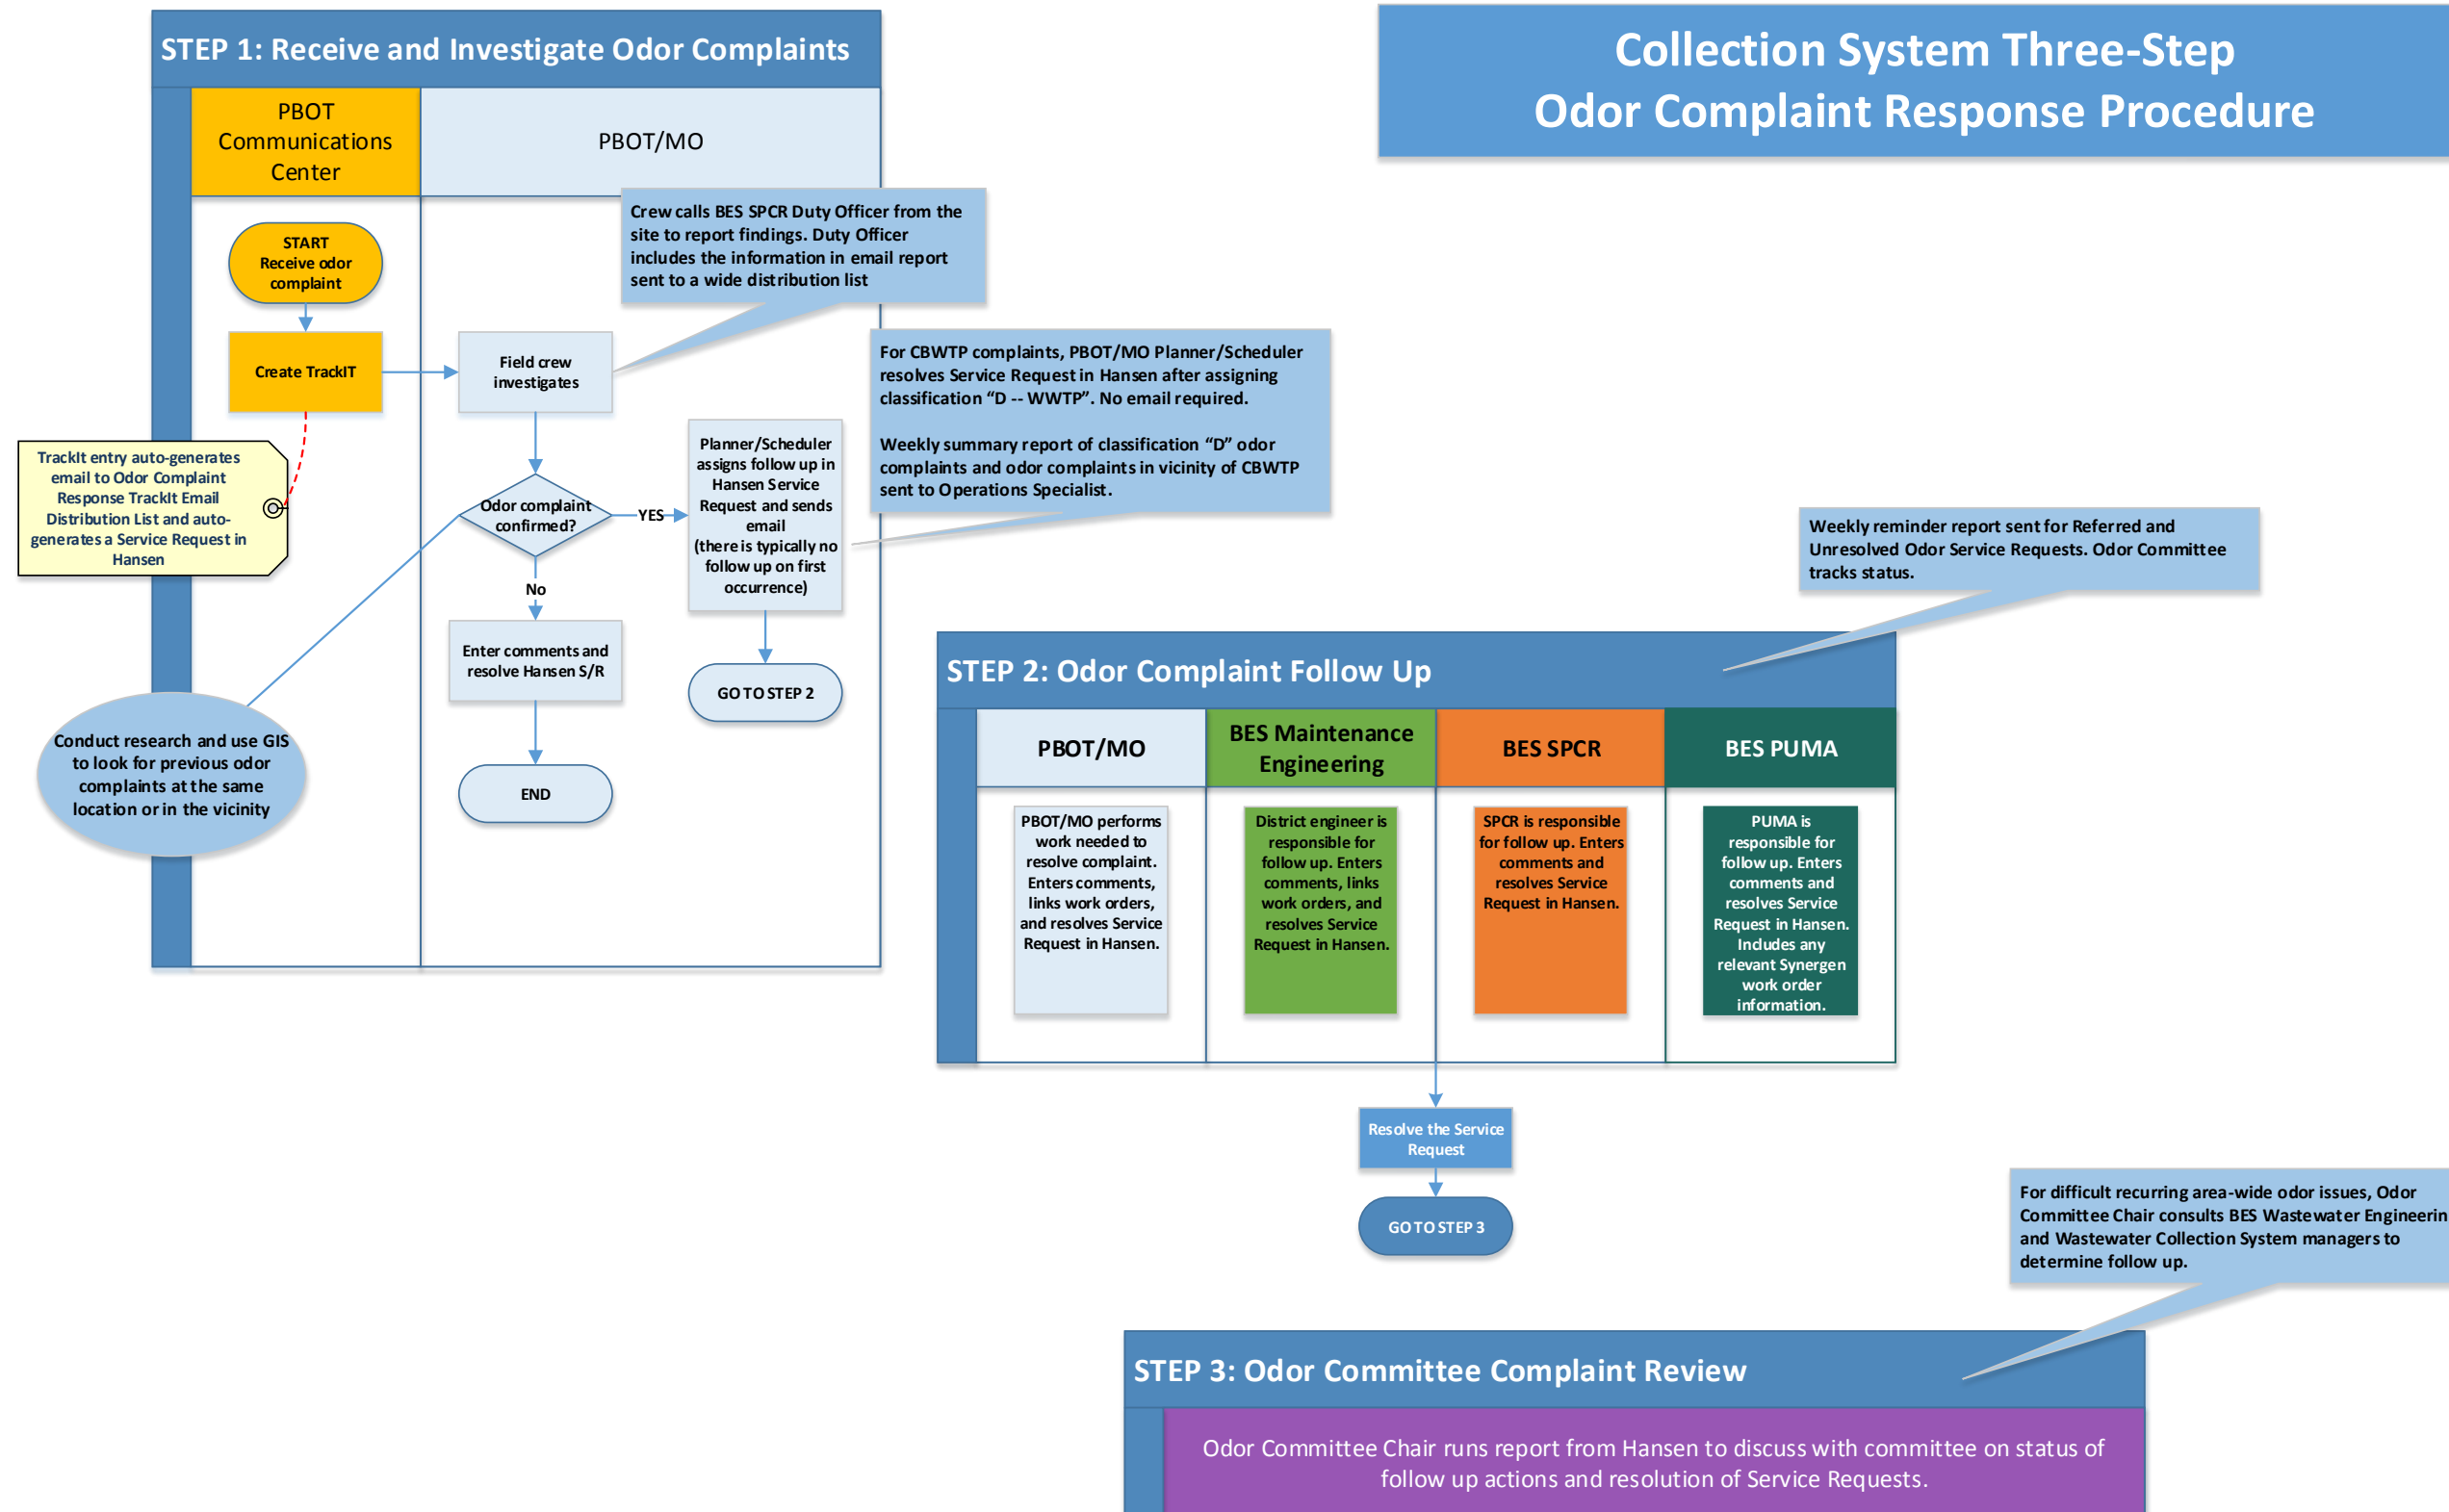 STEP 1: Receive and Investigate Odor Complaints
Collection System Three-Step
Odor Complaint Response Procedure
PBOT
Communications
Center
PBOT/MO
Crew calls BES SPCR Duty Officer from the
site to report findings. Duty Officer
includes the information in email report
sent to a wide distribution list
START
Receive odor
complaint
Create TrackIT
Field crew
investigates
For CBWTP complaints, PBOT/MO Planner/Scheduler
resolves Service Request in Hansen after assigning
classification “D -- WWTP”. No email required.
Weekly summary report of classification “D” odor
complaints and odor complaints in vicinity of CBWTP
sent to Operations Specialist.
TrackIt entry auto-generates
email to Odor Complaint
Response TrackIt Email
Distribution List and auto-
generates a Service Request in
Hansen
Odor complaint
confirmed?
YES
Planner/Scheduler
assigns follow up in
Hansen Service
Request and sends
email
(there is typically no
follow up on first
occurrence)
No
Enter comments and
resolve Hansen S/R
GO TO STEP 2
END
Conduct research and use GIS
to look for previous odor
complaints at the same
location or in the vicinity
Weekly reminder report sent for Referred and
Unresolved Odor Service Requests. Odor Committee
tracks status.
STEP 2: Odor Complaint Follow Up
PBOT/MO
BES Maintenance
Engineering
BES SPCR
BES PUMA
PBOT/MO performs
work needed to
resolve complaint.
Enters comments,
links work orders,
and resolves Service
Request in Hansen.
District engineer is
responsible for
follow up. Enters
comments, links
work orders, and
resolves Service
Request in Hansen.
SPCR is responsible
for follow up. Enters
comments and
resolves Service
Request in Hansen.
PUMA is
responsible for
follow up. Enters
comments and
resolves Service
Request in Hansen.
Includes any
relevant Synergen
work order
information.
Resolve the Service
Request
GO TO STEP 3
For difficult recurring area-wide odor issues, Odor
Committee Chair consults BES Wastewater Engineerin
and Wastewater Collection System managers to
determine follow up.
STEP 3: Odor Committee Complaint Review
Odor Committee Chair runs report from Hansen to discuss with committee on status of
follow up actions and resolution of Service Requests.